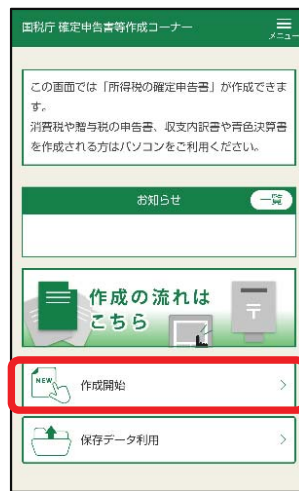 国税庁 確定申告書等作成コーナー
メニュー
この画面では「所得税の確定申告書」が作成できま
す。
消費税や贈与税の申告書、収支内訳書や青色決算書
を作成される方はパソコンをご利用ください。
お知らせ
一覧
作成の流れは
こちら
NEW
作成開始
保存データ利用